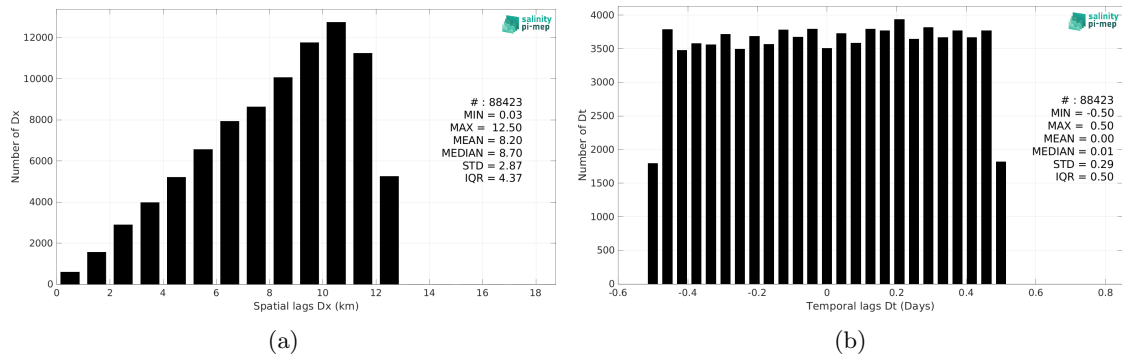 salinity
pi-mep
12000
10000
8000
6000
4000
2000
0
Number of Dx
# : 88423
MIN = 0.03
MAX = 12.50
MEAN = 8.20
MEDIAN = 8.70
STD = 2.87
IQR = 4.37
0 2 4 6 8 10 12 14 16 18
Spatial lags Dx (km)
(a)
salinity
pi-mep
4000
3500
3000
2500
2000
1500
1000
500
0
Number of Dt
# : 88423
MIN = -0.50
MAX = 0.50
MEAN = 0.00
MEDIAN = 0.01
STD = 0.29
IQR = 0.50
-0.6 -0.4 -0.2 0 0.2 0.4 0.6 0.8
Temporal lags Dt (Days)
(b)